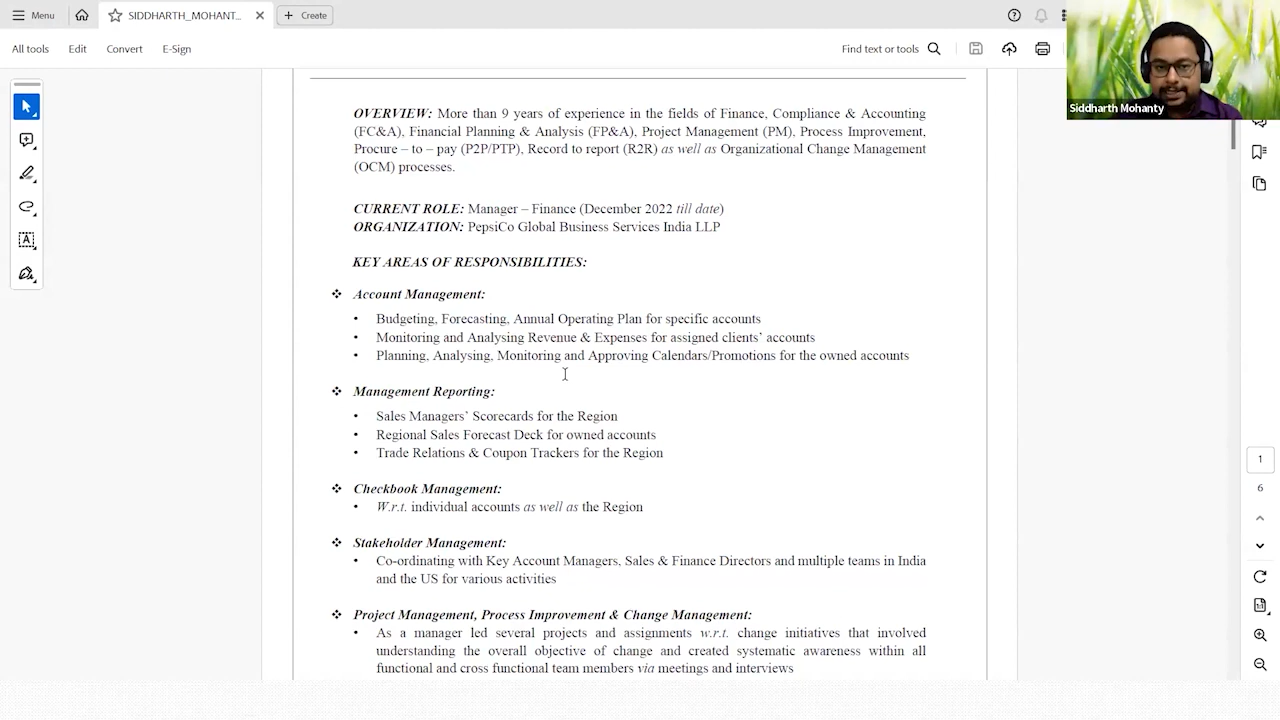 Menu
SIDDHARTH_MOHANT...
Create
All tools
Edit
Convert
E-Sign
Find text or tools
Siddharth Mohanty
OVERVIEW: More than 9 years of experience in the fields of Finance, Compliance & Accounting
(FC&A), Financial Planning & Analysis (FP&A), Project Management (PM), Process Improvement,
Procure – to – pay (P2P/PTP), Record to report (R2R) as well as Organizational Change Management
(OCM) processes.
CURRENT ROLE: Manager – Finance (December 2022 till date)
ORGANIZATION: PepsiCo Global Business Services India LLP
KEY AREAS OF RESPONSIBILITIES:
❖ Account Management:
• Budgeting, Forecasting, Annual Operating Plan for specific accounts
• Monitoring and Analysing Revenue & Expenses for assigned clients’ accounts
• Planning, Analysing, Monitoring and Approving Calendars/Promotions for the owned accounts
❖ Management Reporting:
• Sales Managers’ Scorecards for the Region
• Regional Sales Forecast Deck for owned accounts
• Trade Relations & Coupon Trackers for the Region
❖ Checkbook Management:
• W.r.t. individual accounts as well as the Region
❖ Stakeholder Management:
• Co-ordinating with Key Account Managers, Sales & Finance Directors and multiple teams in India
and the US for various activities
❖ Project Management, Process Improvement & Change Management:
• As a manager led several projects and assignments w.r.t. change initiatives that involved
understanding the overall objective of change and created systematic awareness within all
functional and cross functional team members via meetings and interviews
1
6